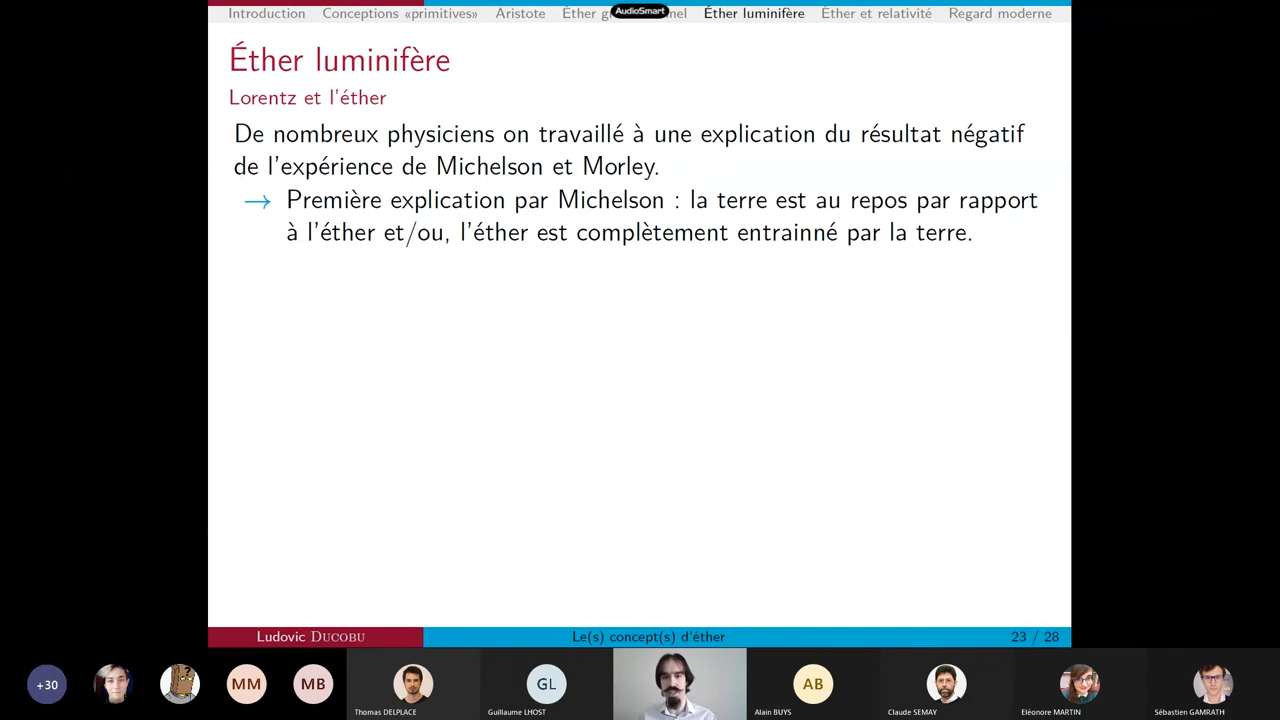 Introduction Conceptions «primitives» Aristote Éther Éther luminifère Éther et relativité Regard moderne
AudioSmart
Éther luminifère
Lorentz et l'éther
De nombreux physiciens on travaillé à une explication du résultat négatif
de l'expérience de Michelson et Morley.
→ Première explication par Michelson : la terre est au repos par rapport
à l'éther et/ou, l'éther est complètement entrainné par la terre.
Ludovic DUCOBU Le(s) concept(s) d'éther 23 / 28
+30 MM MB GL AB
Thomas DELPLACE Guillaume LHOST Alain BUYS Claude SEMAY Eléonore MARTIN Sébastien GAMRATH